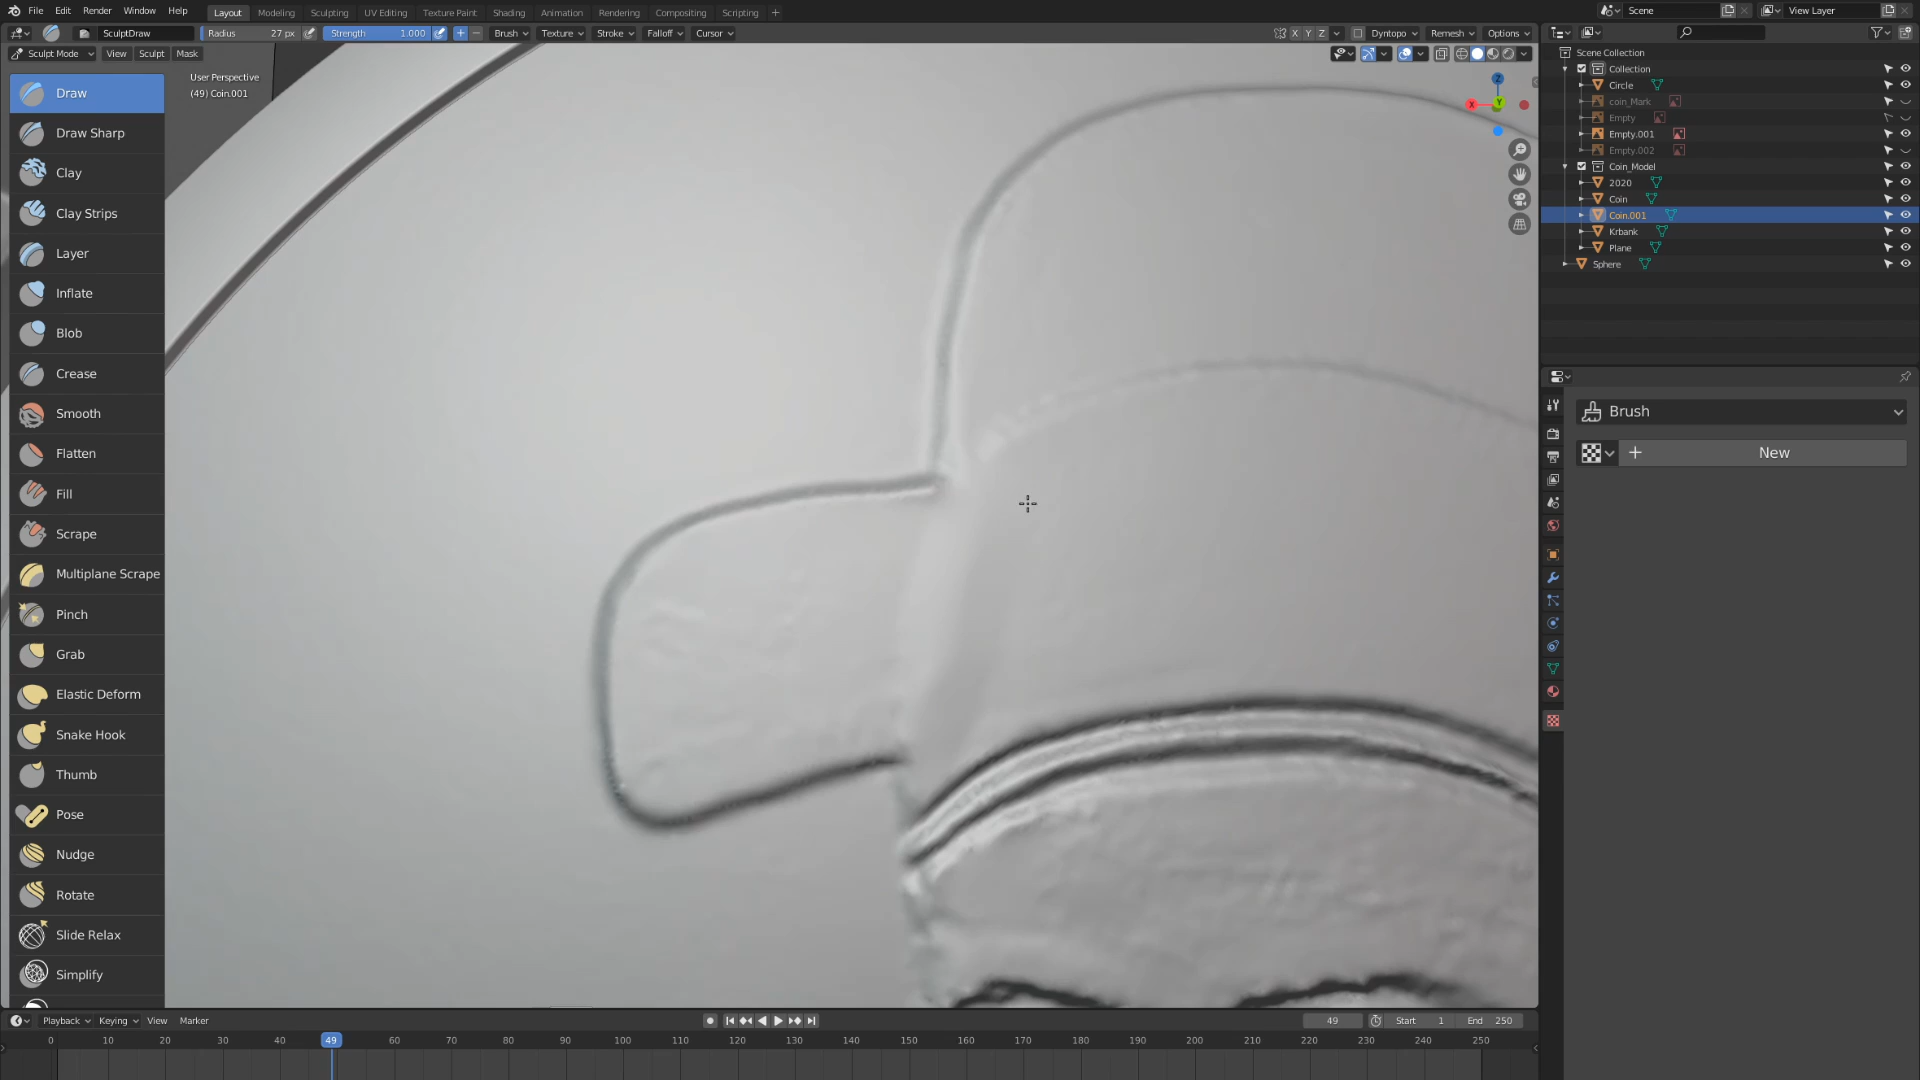 File Edit Render Window Help Layout Modeling Sculpting UV Editing Texture Paint Shading Animation Rendering Compositing Scripting + Scene View Layer
SculptDraw Radius 27 px Strength 1.000 + − Brush Texture Stroke Falloff Cursor X Y Z Dyntopo Remesh Options
Sculpt Mode View Sculpt Mask
User Perspective
(49) Coin.001
Draw
Draw Sharp
Clay
Clay Strips
Layer
Inflate
Blob
Crease
Smooth
Flatten
Fill
Scrape
Multiplane Scrape
Pinch
Grab
Elastic Deform
Snake Hook
Thumb
Pose
Nudge
Rotate
Slide Relax
Simplify
Z
X
Y
Scene Collection
Collection
Circle
coin_Mark
Empty
Empty.001
Empty.002
Coin_Model
2020
Coin
Coin.001
Krbank
Plane
Sphere
Brush
+ New
Playback Keying View Marker 49 Start 1 End 250
0 10 20 30 40 49 60 70 80 90 100 110 120 130 140 150 160 170 180 190 200 210 220 230 240 250